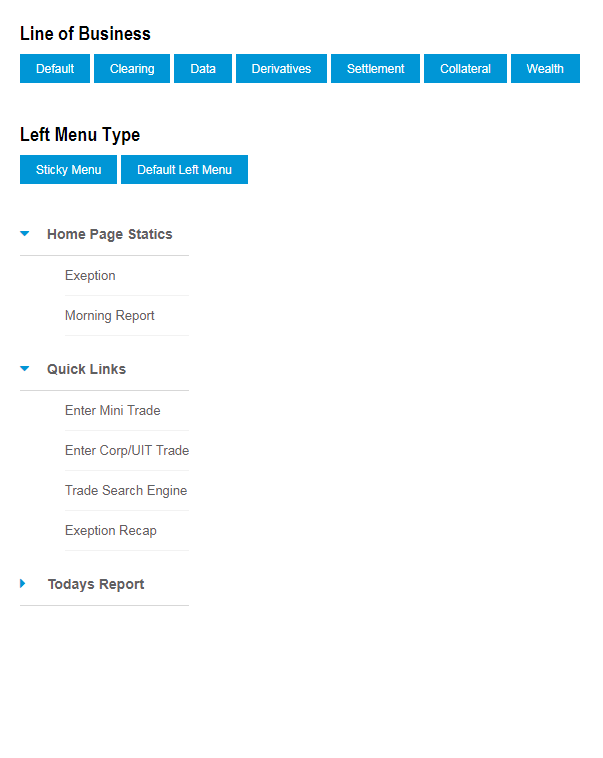 Line of Business
Default Clearing Data Derivatives Settlement Collateral Wealth
Left Menu Type
Sticky Menu Default Left Menu
Home Page Statics
Exeption
Morning Report
Quick Links
Enter Mini Trade
Enter Corp/UIT Trade
Trade Search Engine
Exeption Recap
Todays Report